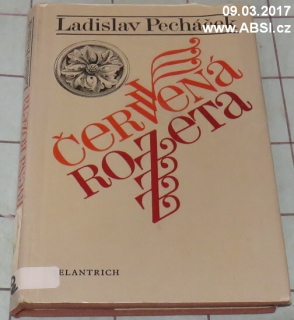 09.03.2017
www.ABSI.cz
Ladislav Pecháček
ČERVENÁ
ROZETA
MELANTRICH